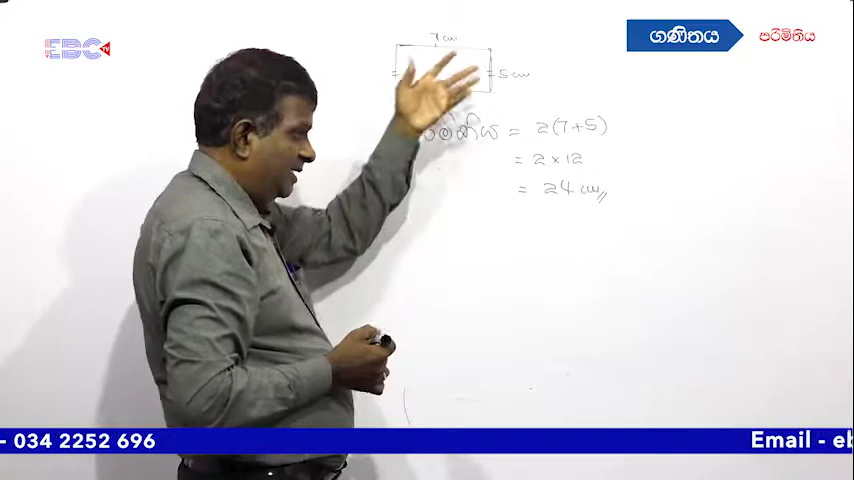 EBC TV
ගණිතය
පරිමිතිය
7 cm
5 cm
= 2(7+5)
= 2 × 12
= 24 cm
- 034 2252 696
Email - eb